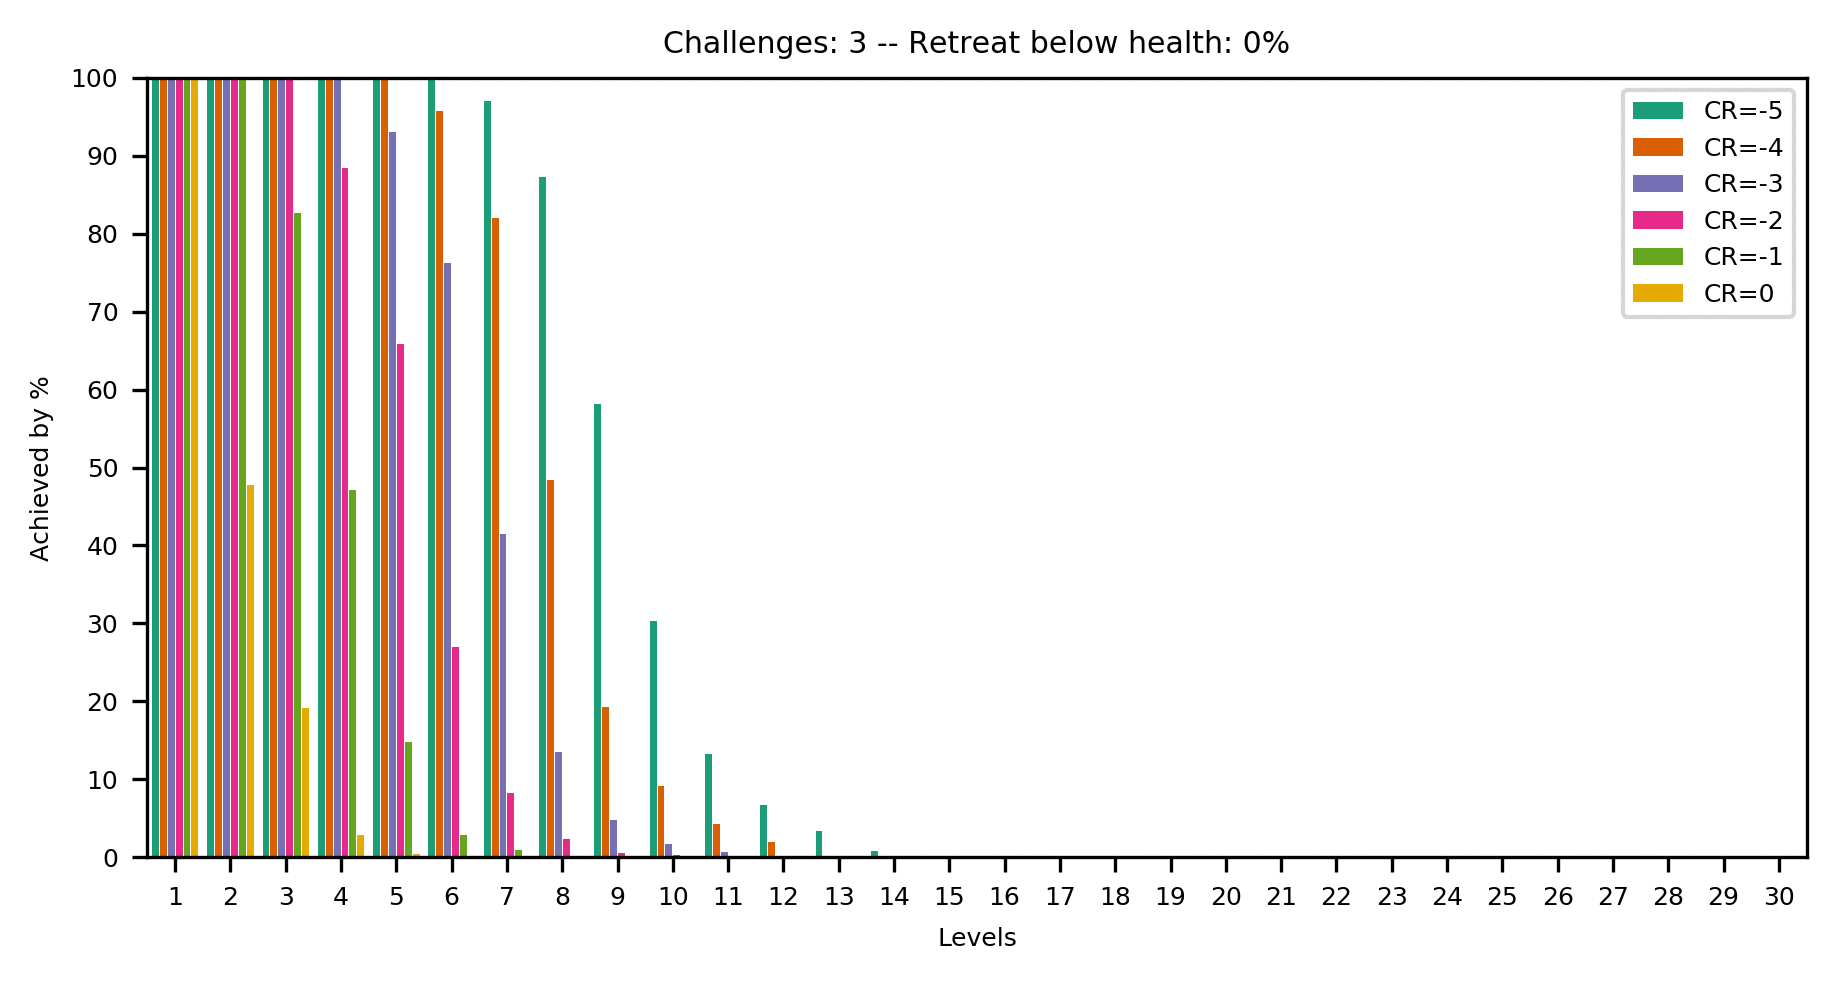 Challenges: 3 -- Retreat below health: 0%
100
90
80
70
60
50
40
30
20
10
0
Achieved by %
CR=-5
CR=-4
CR=-3
CR=-2
CR=-1
CR=0
1 2 3 4 5 6 7 8 9 10 11 12 13 14 15 16 17 18 19 20 21 22 23 24 25 26 27 28 29 30
Levels